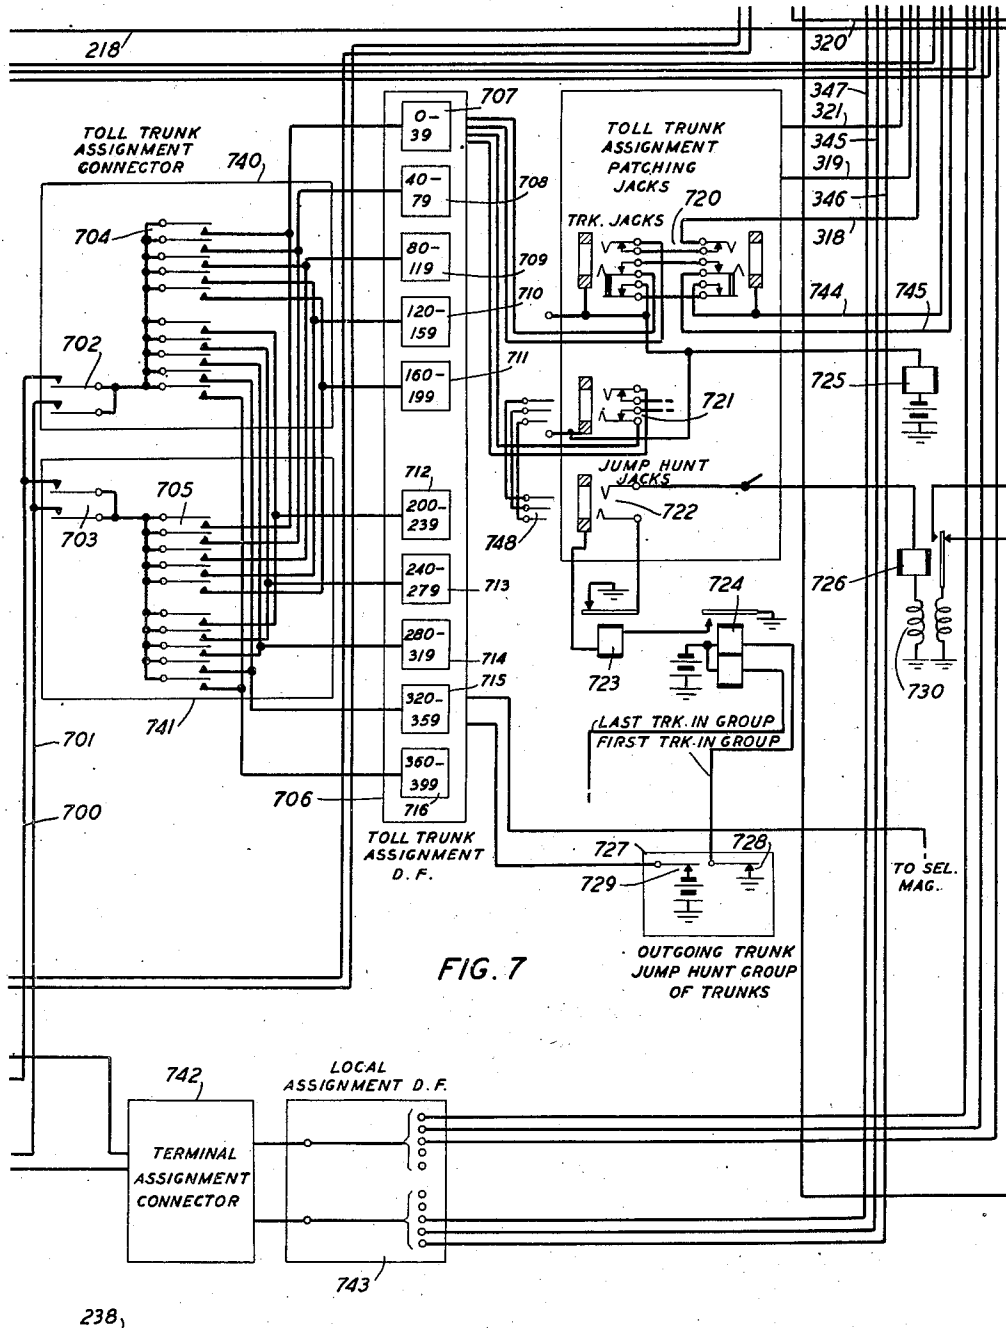 218
320
347
321
345
319
346
318
TOLL TRUNK
ASSIGNMENT
CONNECTOR
740
704
702
703
705
741
701
700
707
0-
39
40-
79
708
80-
119
709
120-
159
710
160-
199
711
712
200-
239
240-
279
713
280-
319
714
715
320-
359
360-
399
716
706
TOLL TRUNK
ASSIGNMENT
D.F.
TOLL TRUNK
ASSIGNMENT
PATCHING
JACKS
TRK. JACKS
720
744
745
725
721
JUMP HUNT
JACKS
722
748
726
730
724
723
LAST TRK. IN GROUP
FIRST TRK. IN GROUP
727
728
729
TO SEL.
MAG.
OUTGOING TRUNK
JUMP HUNT GROUP
OF TRUNKS
FIG. 7
742
TERMINAL
ASSIGNMENT
CONNECTOR
LOCAL
ASSIGNMENT D.F.
743
238